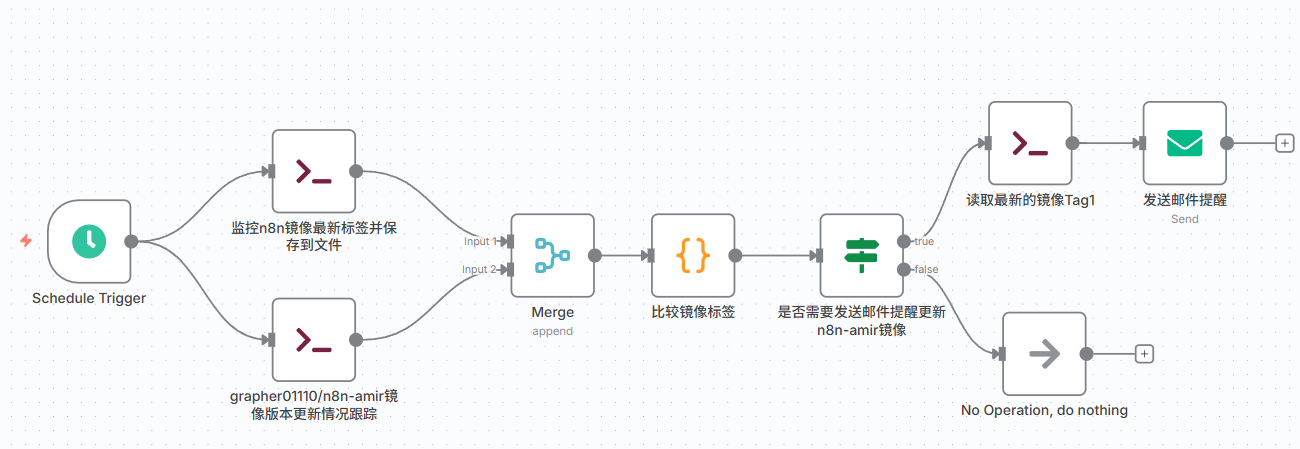 Schedule Trigger
监控n8n镜像最新标签并保
存到文件
grapher01110/n8n-amir镜
像版本更新情况跟踪
Input 1
Input 2
Merge
append
比较镜像标签
是否需要发送邮件提醒更新
n8n-amir镜像
true
false
读取最新的镜像Tag1
发送邮件提醒
Send
No Operation, do nothing